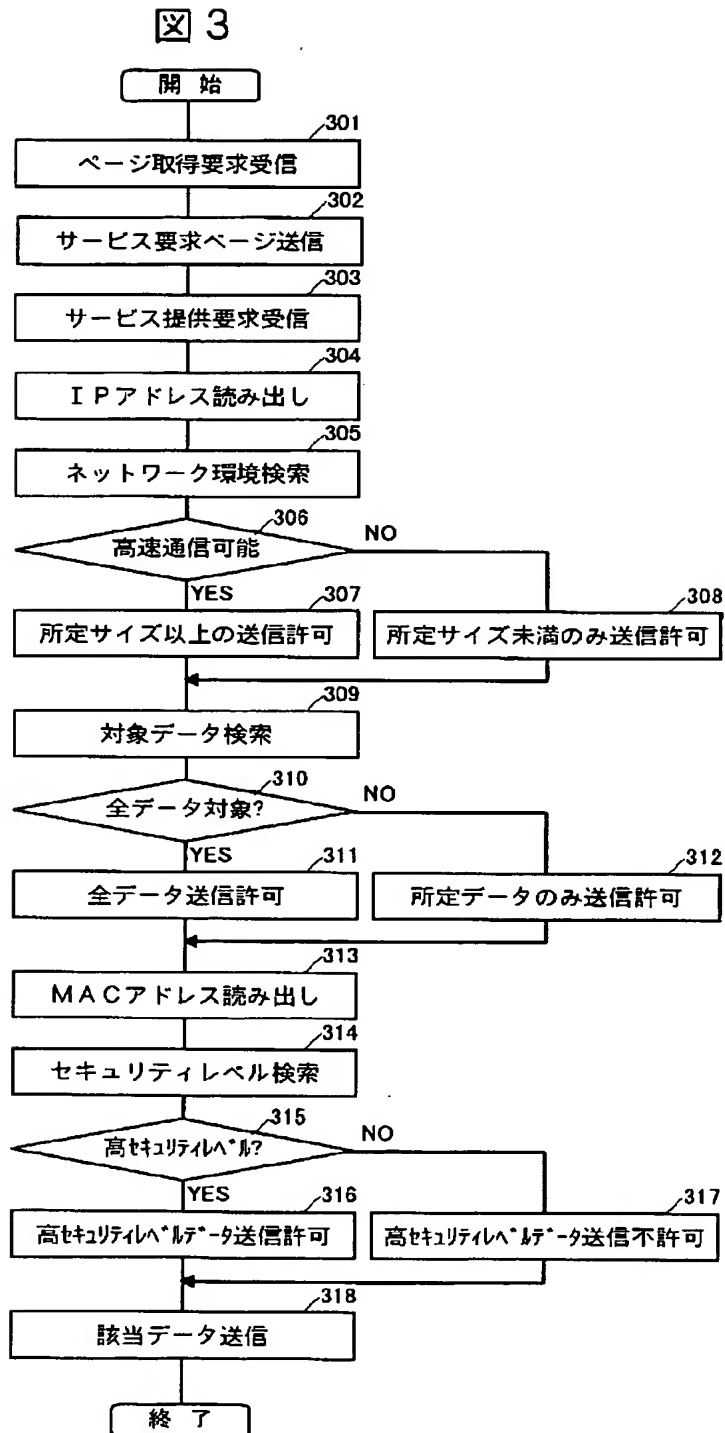 図3
開 始
301
ページ取得要求受信
302
サービス要求ページ送信
303
サービス提供要求受信
304
IPアドレス読み出し
305
ネットワーク環境検索
306
高速通信可能
NO
YES
307
所定サイズ以上の送信許可
308
所定サイズ未満のみ送信許可
309
対象データ検索
310
全データ対象?
NO
YES
311
全データ送信許可
312
所定データのみ送信許可
313
MACアドレス読み出し
314
セキュリティレベル検索
315
高セキュリティレベル?
NO
YES
316
高セキュリティレベルデータ送信許可
317
高セキュリティレベルデータ送信不許可
318
該当データ送信
終 了